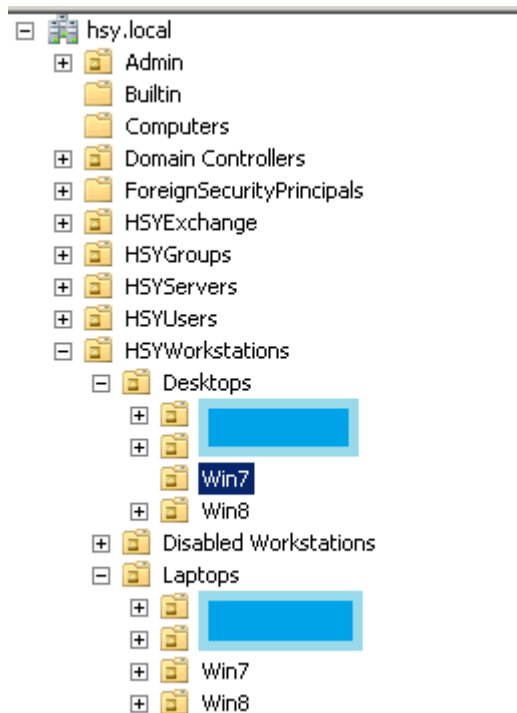 hsy.local
Admin
Builtin
Computers
Domain Controllers
ForeignSecurityPrincipals
HSYExchange
HSYGroups
HSYServers
HSYUsers
HSYWorkstations
Desktops
Win7
Win8
Disabled Workstations
Laptops
Win7
Win8